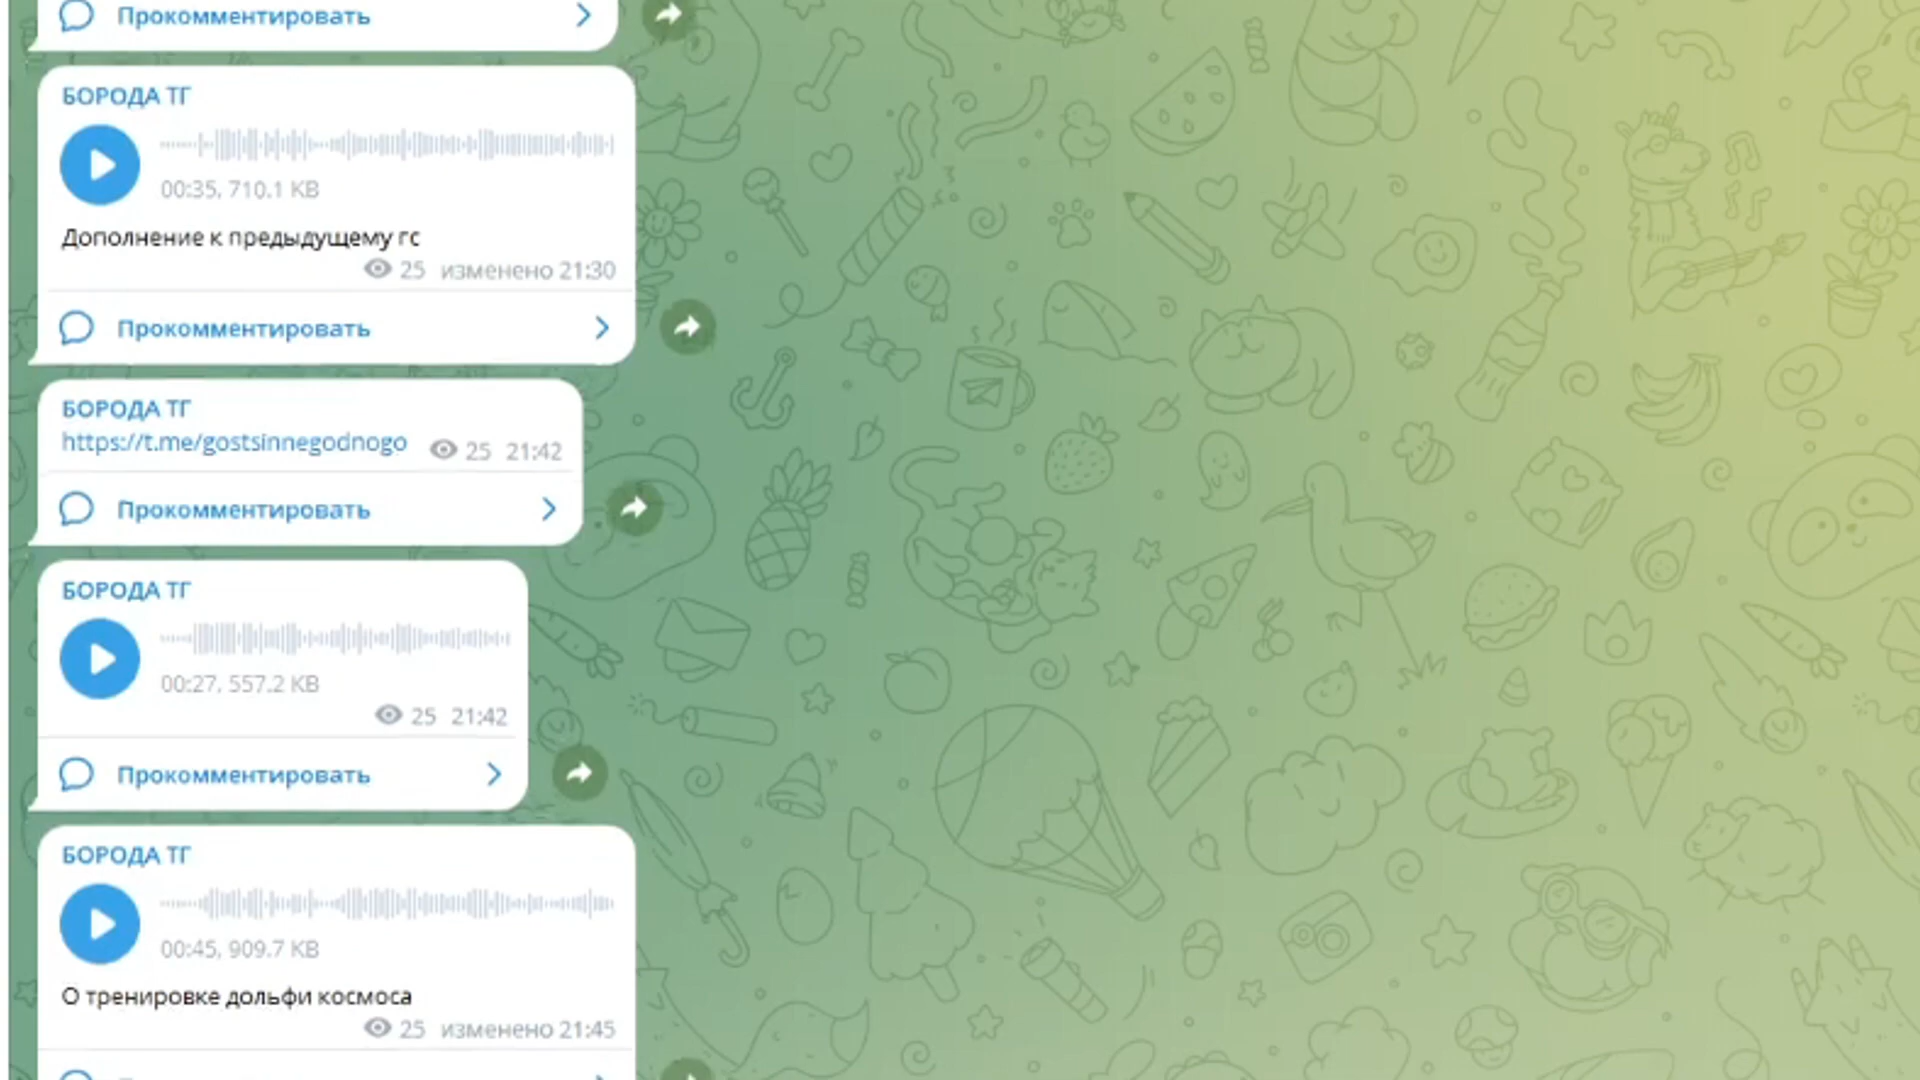 Прокомментировать
БОРОДА ТГ
00:35, 710.1 KB
Дополнение к предыдущему гс
25 изменено 21:30
Прокомментировать
БОРОДА ТГ
https://t.me/gostsinnegodnogo 25 21:42
Прокомментировать
БОРОДА ТГ
00:27, 557.2 KB
25 21:42
Прокомментировать
БОРОДА ТГ
00:45, 909.7 KB
О тренировке дольфи космоса
25 изменено 21:45